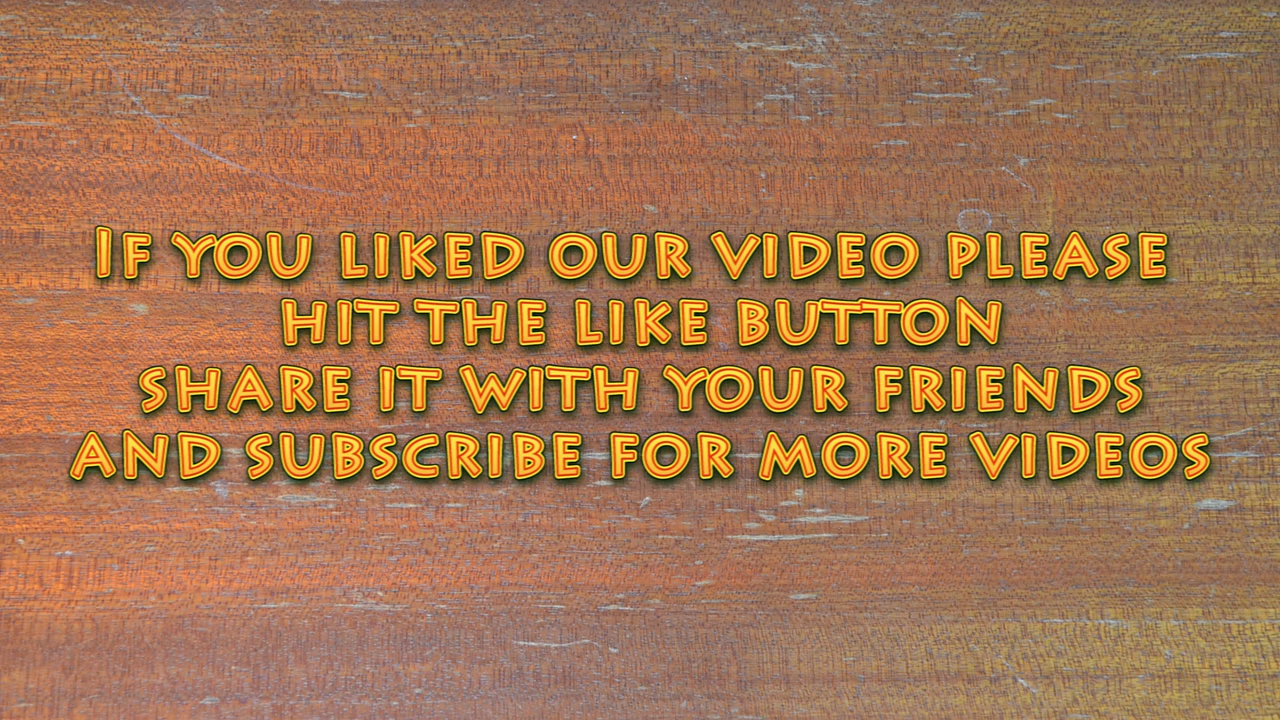 If you liked our video please
hit the like button
share it with your friends
and subscribe for more videos